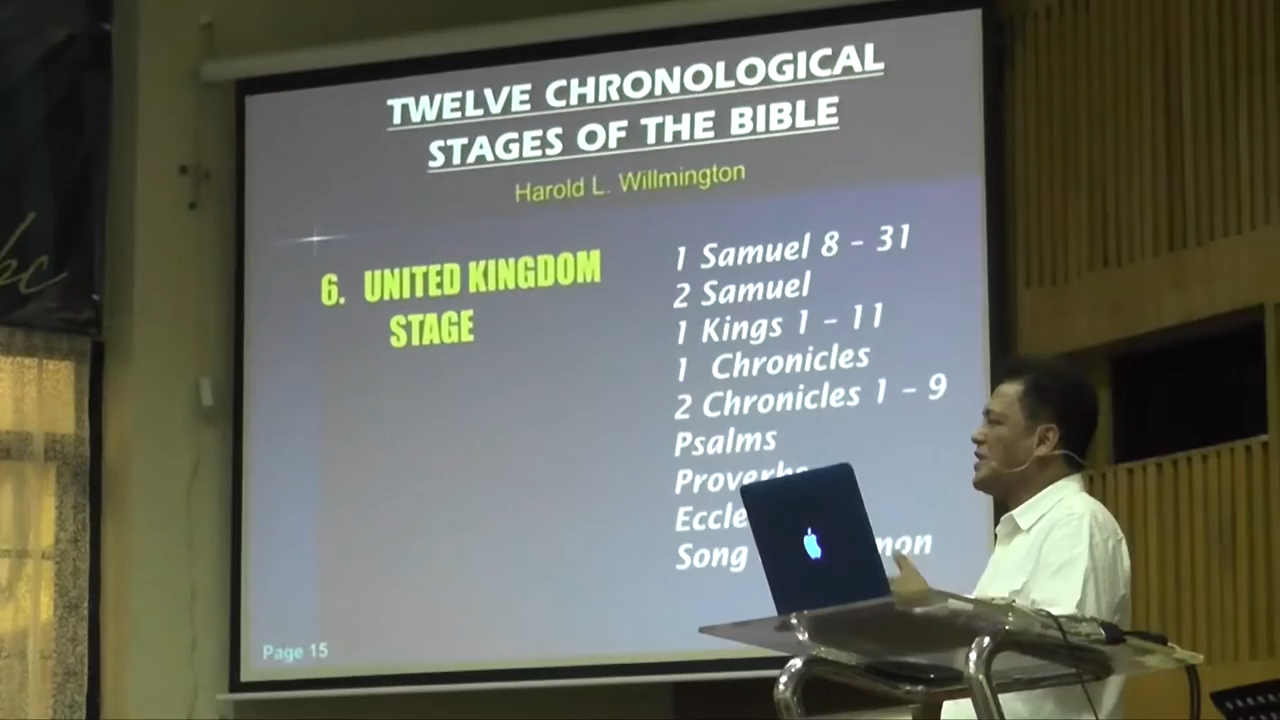 TWELVE CHRONOLOGICAL
STAGES OF THE BIBLE
Harold L. Willmington
6. UNITED KINGDOM
STAGE
1 Samuel 8 - 31
2 Samuel
1 Kings 1 - 11
1 Chronicles
2 Chronicles 1 - 9
Psalms
Song
Page 15